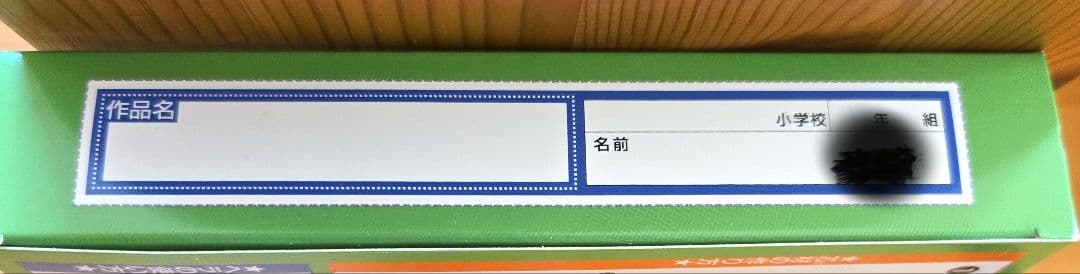 作品名
小学校 年 組
名前